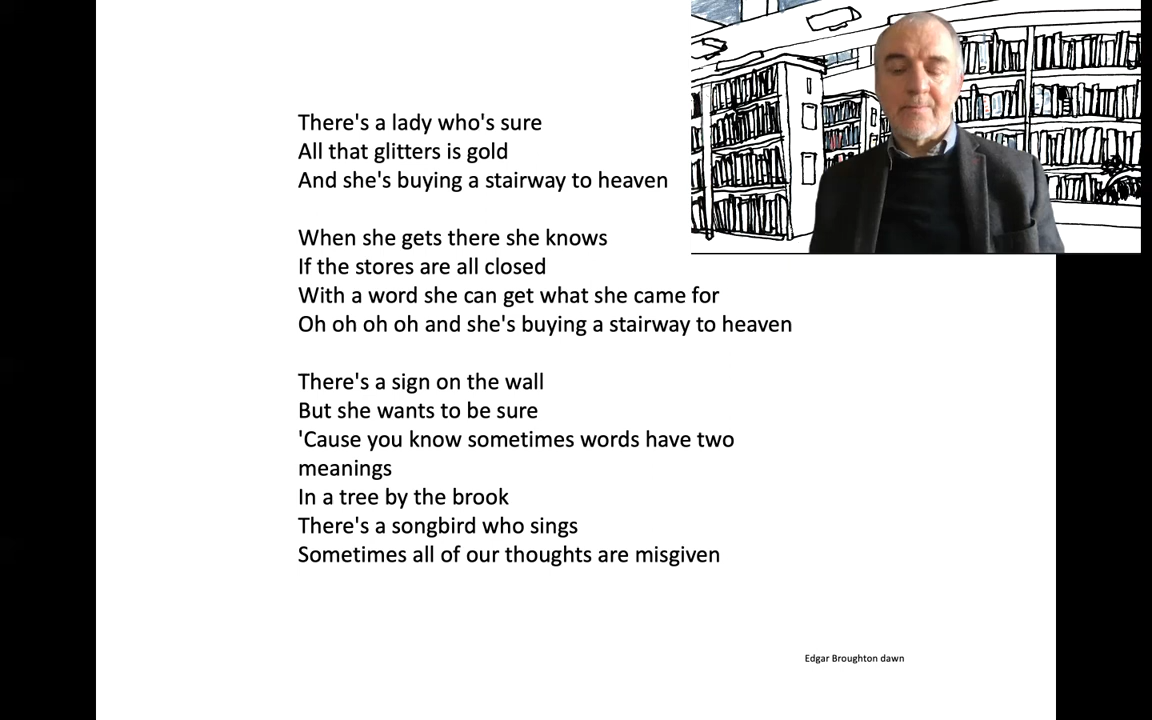 There's a lady who's sure
All that glitters is gold
And she's buying a stairway to heaven
When she gets there she knows
If the stores are all closed
With a word she can get what she came for
Oh oh oh oh and she's buying a stairway to heaven
There's a sign on the wall
But she wants to be sure
'Cause you know sometimes words have two
meanings
In a tree by the brook
There's a songbird who sings
Sometimes all of our thoughts are misgiven
Edgar Broughton dawn